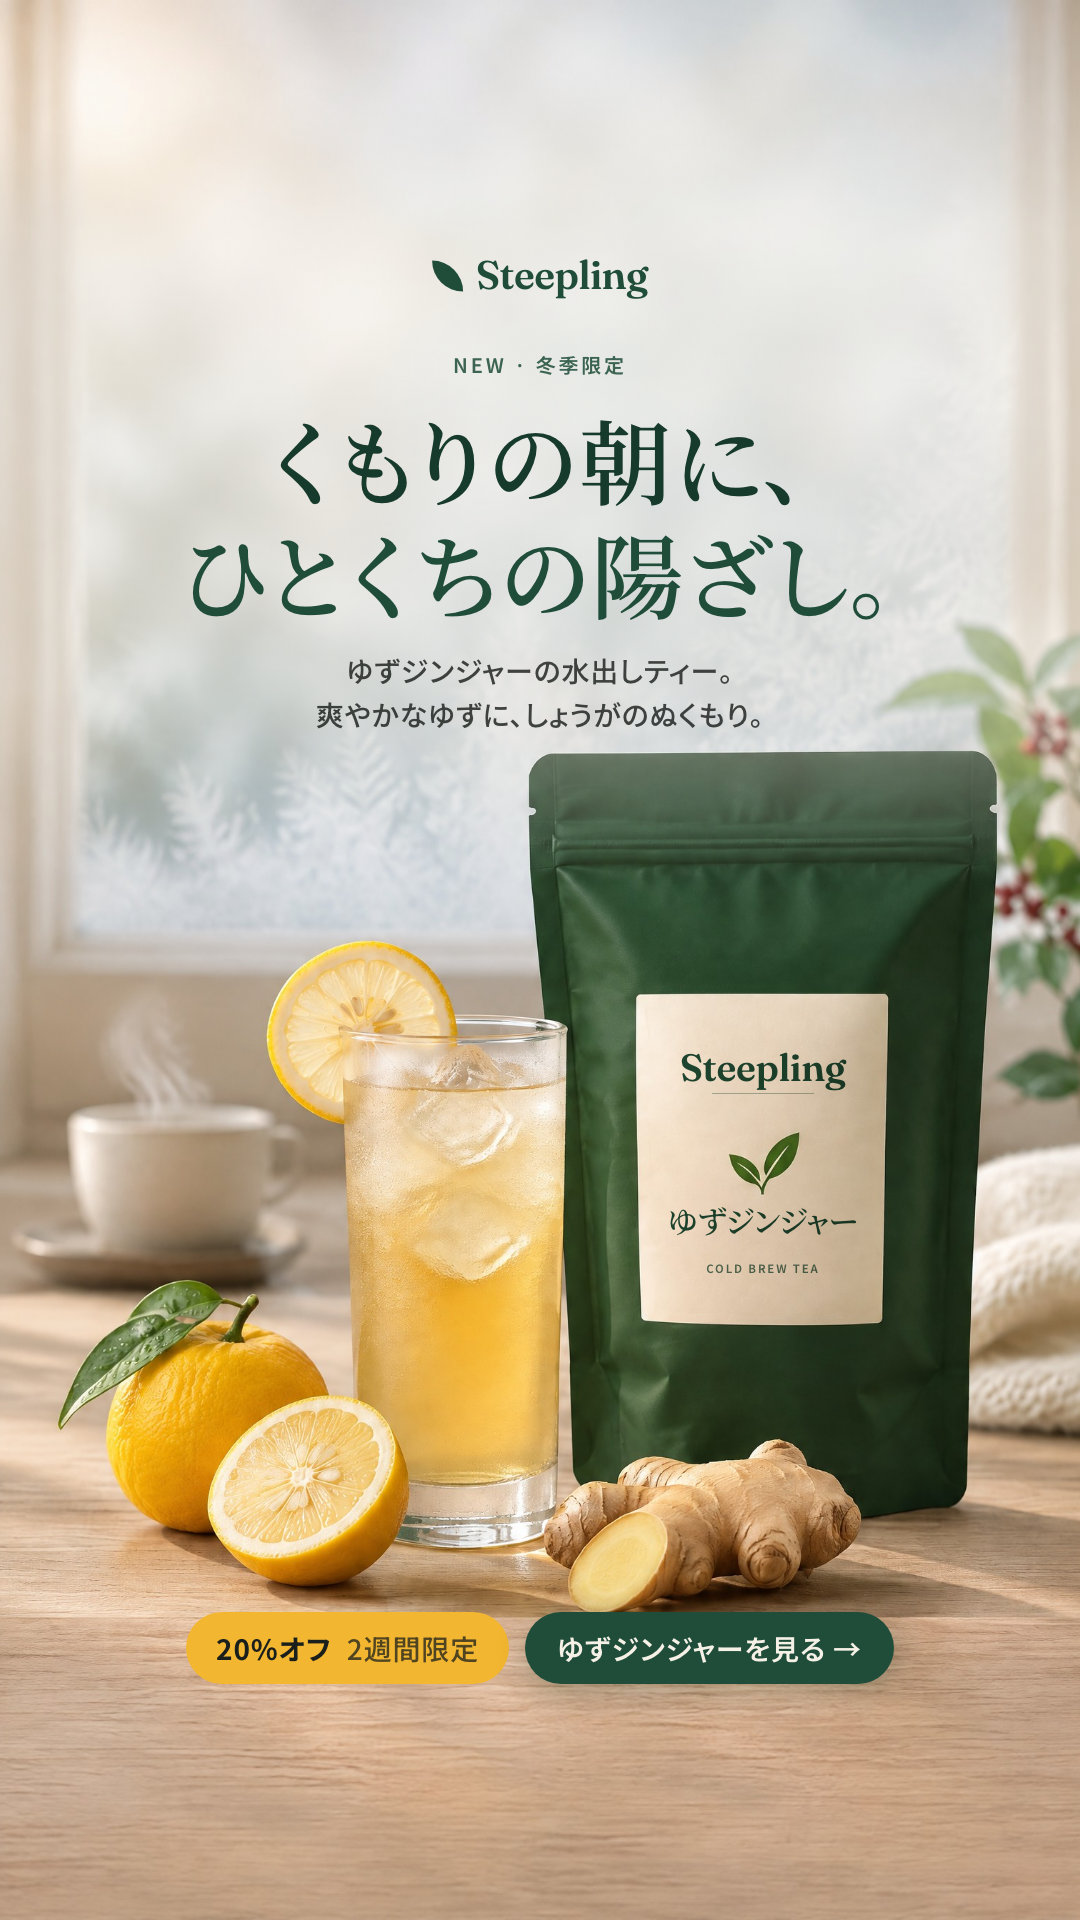 Steepling
NEW · 冬季限定
くもりの朝に、
ひとくちの陽ざし。
ゆずジンジャーの水出しティー。
爽やかなゆずに、しょうがのぬくもり。
Steepling
ゆずジンジャー
COLD BREW TEA
20%オフ 2週間限定
ゆずジンジャーを見る →